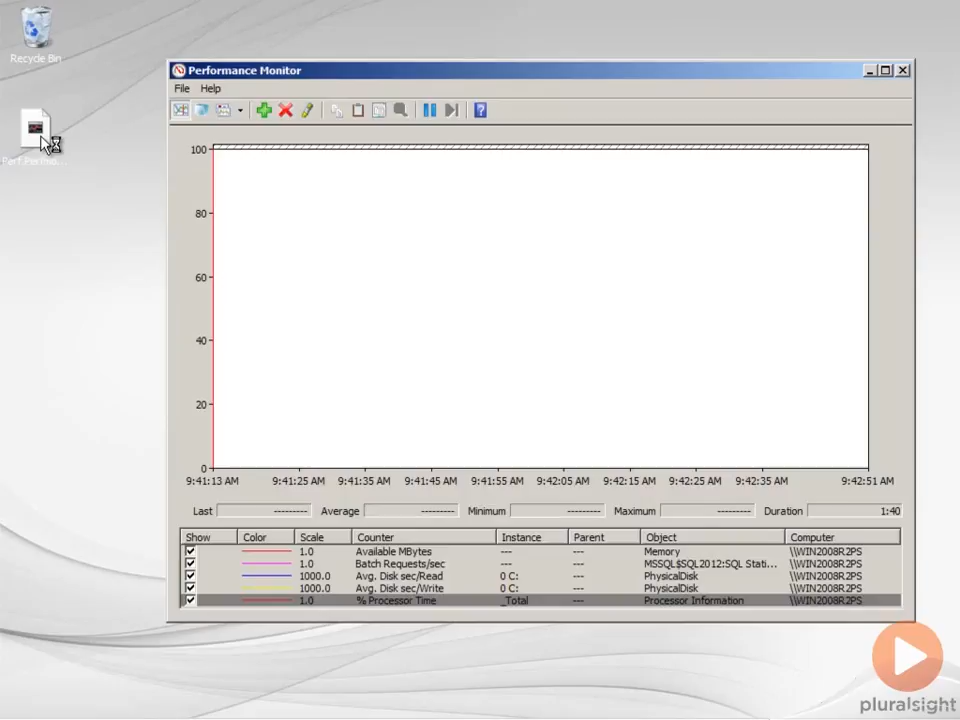 Recycle Bin
Perf.Perfmo...
Performance Monitor
File Help
100
80
60
40
20
0
9:41:13 AM 9:41:25 AM 9:41:35 AM 9:41:45 AM 9:41:55 AM 9:42:05 AM 9:42:15 AM 9:42:25 AM 9:42:35 AM 9:42:51 AM
Last --------- Average --------- Minimum --------- Maximum --------- Duration 1:40
Show Color Scale Counter Instance Parent Object Computer
1.0 Available MBytes --- --- Memory \\WIN2008R2PS
1.0 Batch Requests/sec --- --- MSSQL$SQL2012:SQL Stati... \\WIN2008R2PS
1000.0 Avg. Disk sec/Read 0 C: --- PhysicalDisk \\WIN2008R2PS
1000.0 Avg. Disk sec/Write 0 C: --- PhysicalDisk \\WIN2008R2PS
1.0 % Processor Time _Total --- Processor Information \\WIN2008R2PS
pluralsight